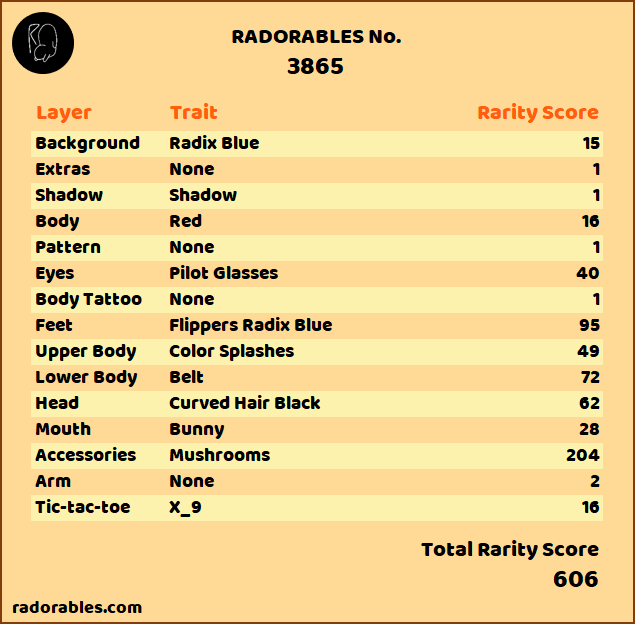 RADORABLES No.
3865
Layer Trait Rarity Score
Background Radix Blue 15
Extras None 1
Shadow Shadow 1
Body Red 16
Pattern None 1
Eyes Pilot Glasses 40
Body Tattoo None 1
Feet Flippers Radix Blue 95
Upper Body Color Splashes 49
Lower Body Belt 72
Head Curved Hair Black 62
Mouth Bunny 28
Accessories Mushrooms 204
Arm None 2
Tic-tac-toe X_9 16
Total Rarity Score
606
radorables.com